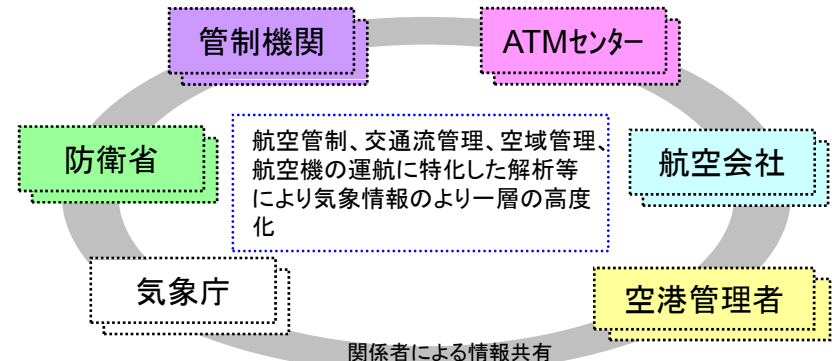 管制機関
ATMセンター
防衛省
航空管制、交通流管理、空域管理、
航空機の運航に特化した解析等
により気象情報のより一層の高度
化
航空会社
気象庁
空港管理者
関係者による情報共有